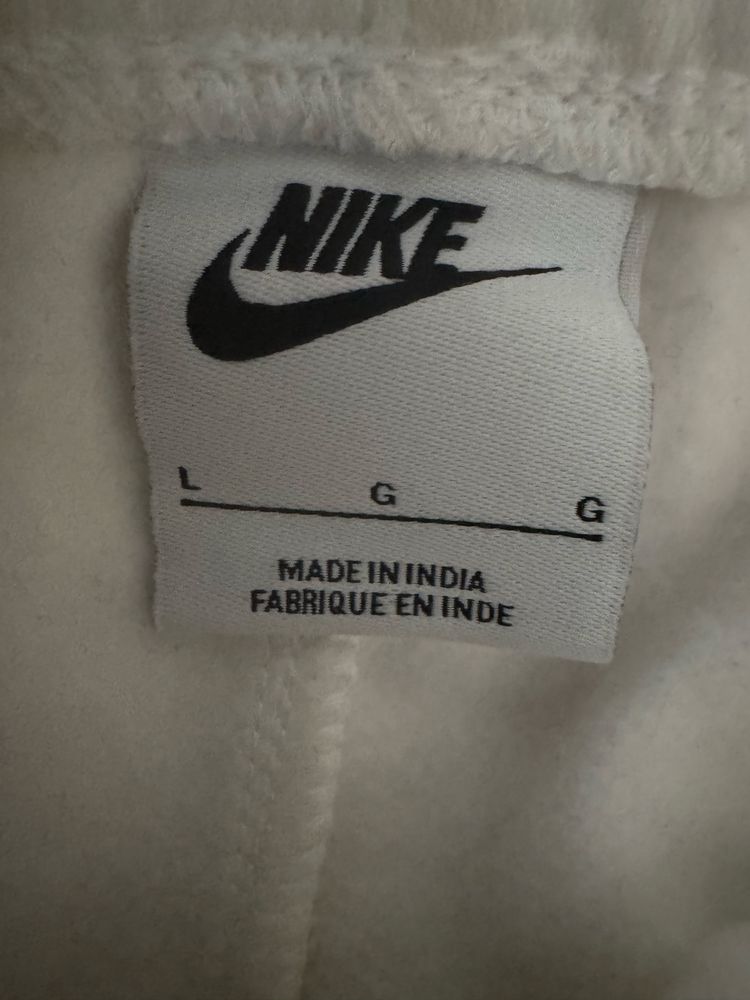 NIKE
L G G
MADE IN INDIA
FABRIQUE EN INDE